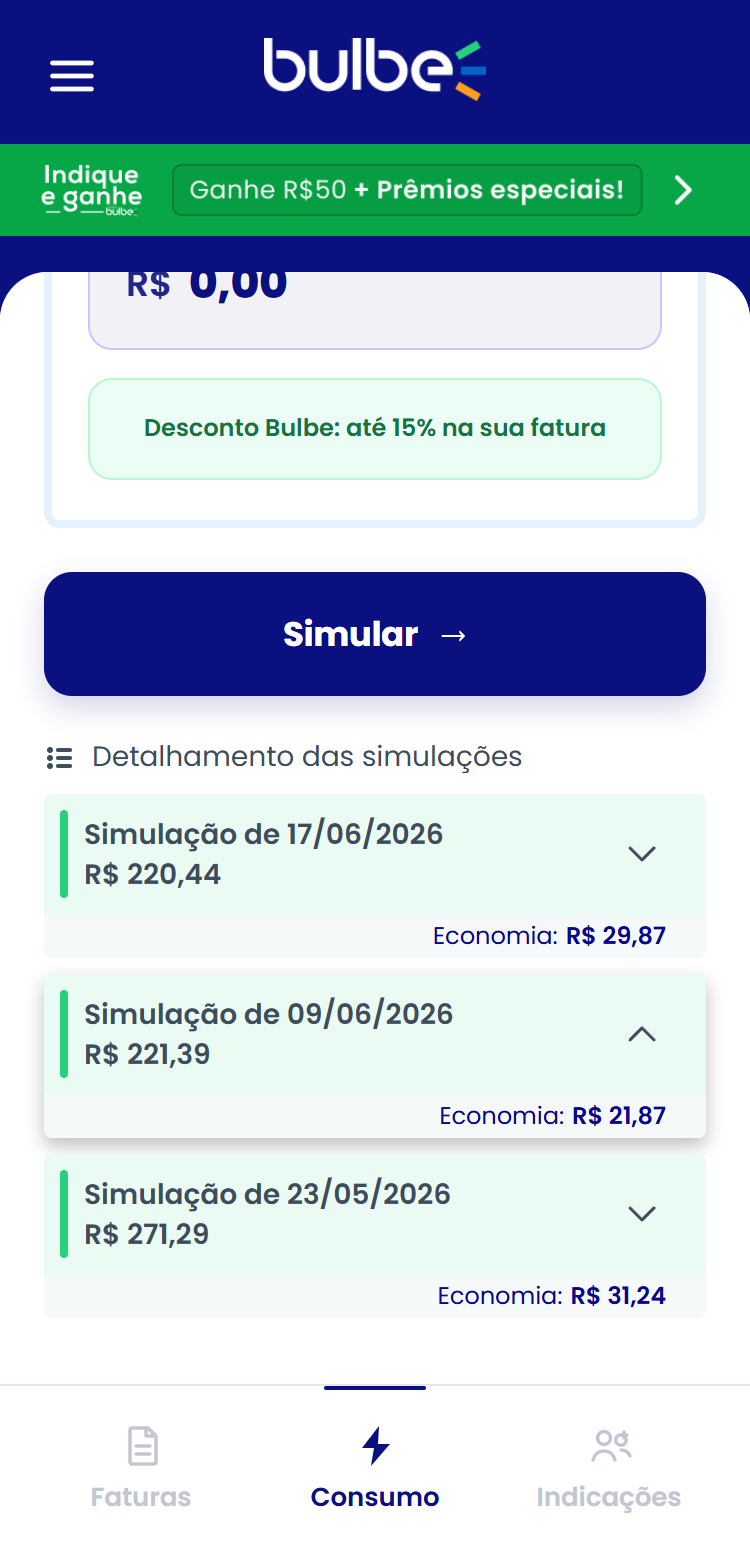 bulbe
Indique
e ganhe
bulbe
Ganhe R$50 + Prêmios especiais!
R$ 0,00
Desconto Bulbe: até 15% na sua fatura
Simular →
Detalhamento das simulações
Simulação de 17/06/2026
R$ 220,44
Economia: R$ 29,87
Simulação de 09/06/2026
R$ 221,39
Economia: R$ 21,87
Simulação de 23/05/2026
R$ 271,29
Economia: R$ 31,24
Faturas
Consumo
Indicações